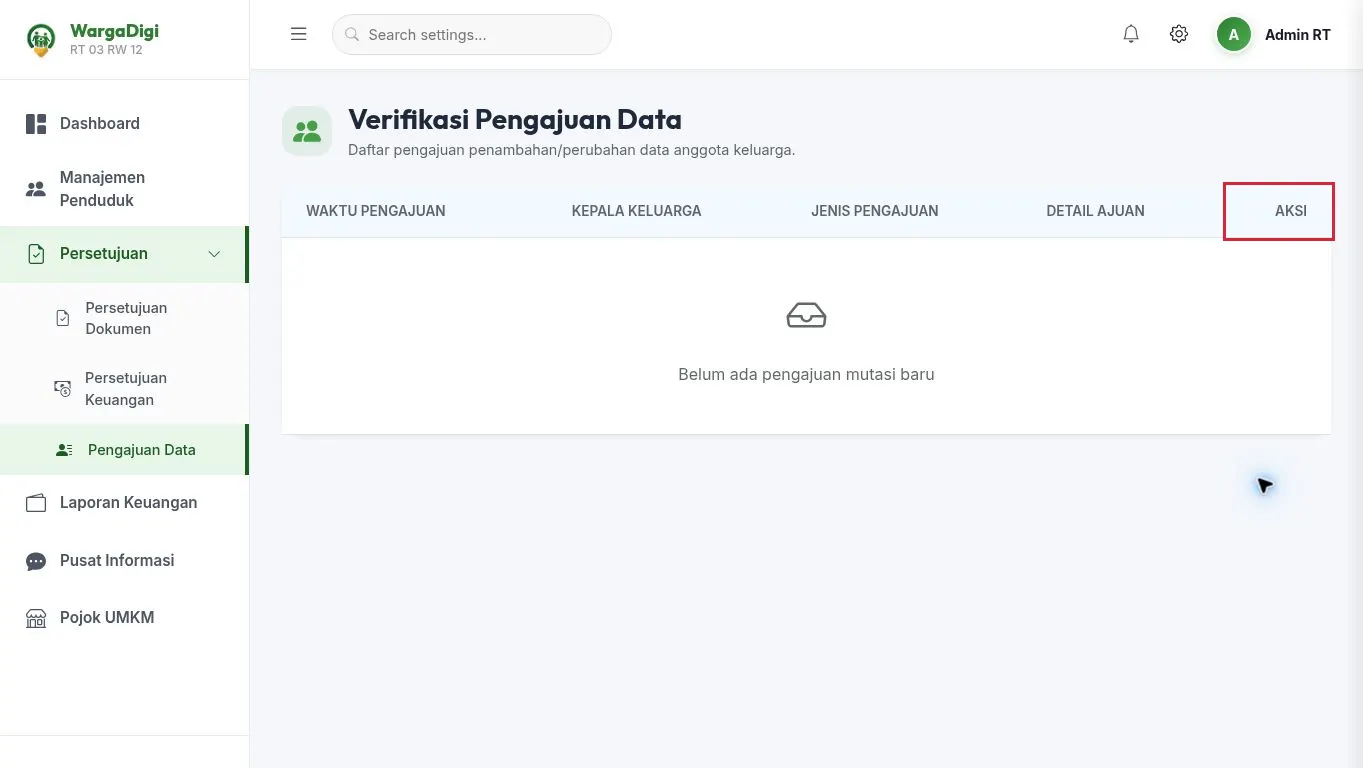 WargaDigi
RT 03 RW 12
Search settings...
A
Admin RT
Dashboard
Manajemen
Penduduk
Persetujuan
Persetujuan
Dokumen
Persetujuan
Keuangan
Pengajuan Data
Laporan Keuangan
Pusat Informasi
Pojok UMKM
Verifikasi Pengajuan Data
Daftar pengajuan penambahan/perubahan data anggota keluarga.
WAKTU PENGAJUAN KEPALA KELUARGA JENIS PENGAJUAN DETAIL AJUAN AKSI
Belum ada pengajuan mutasi baru